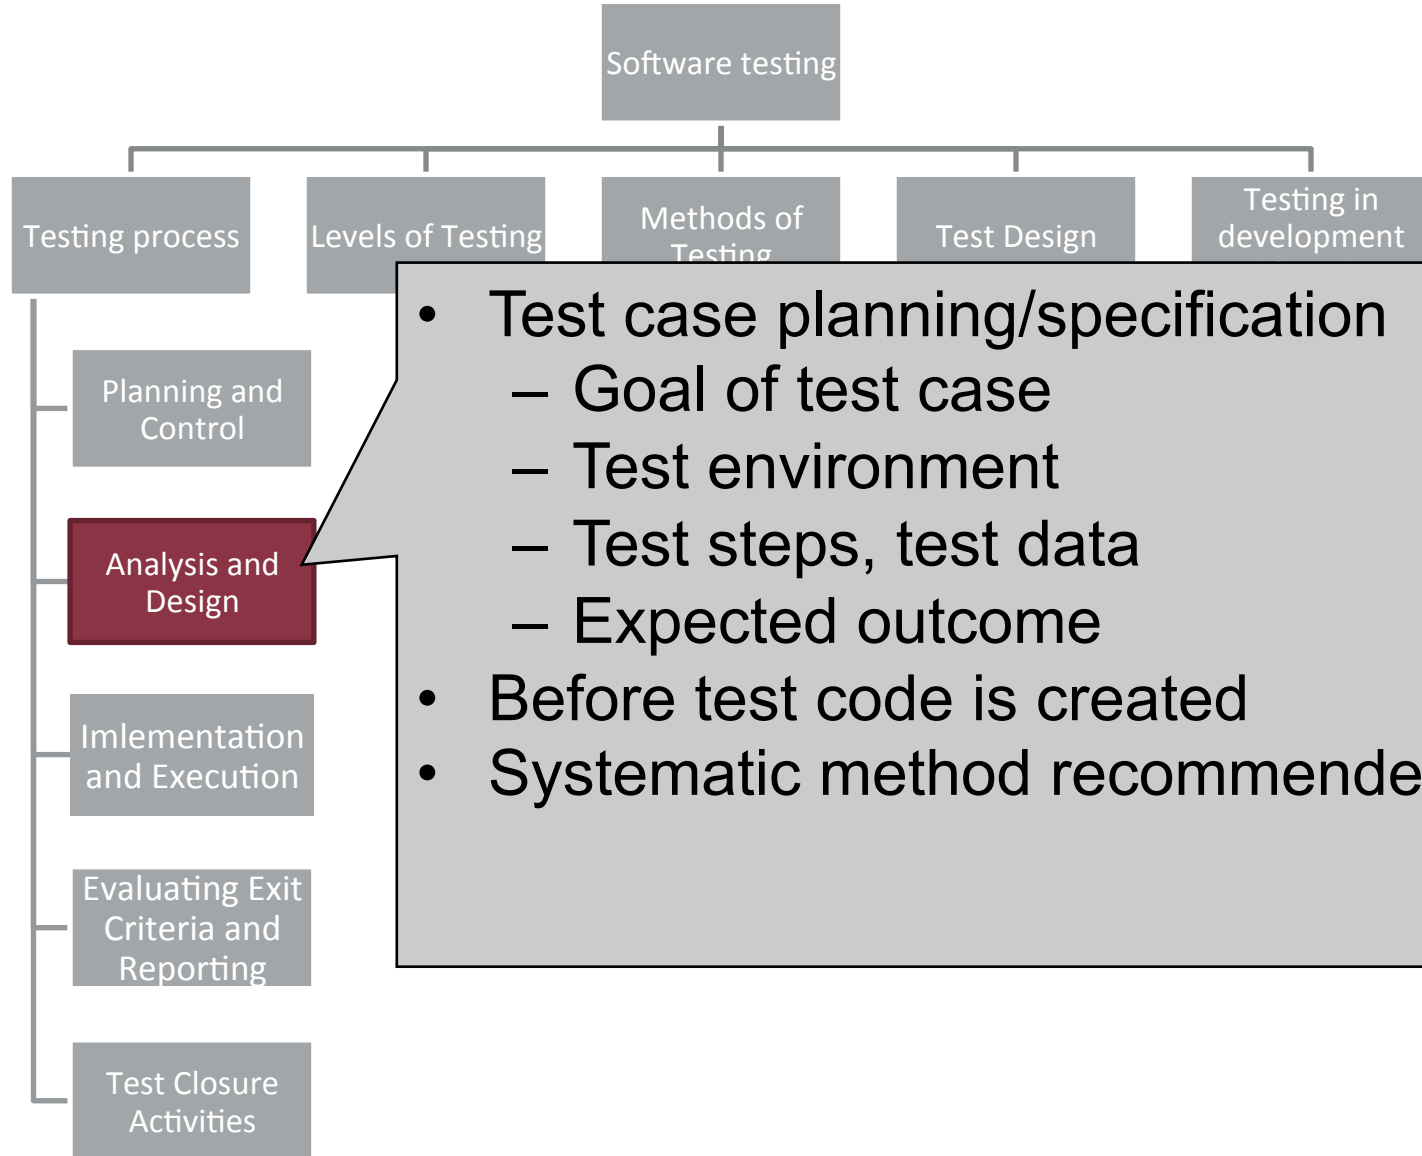 Software testing
Testing process
Levels of Testing
Methods of
Testing
Test Design
Testing in
development
Planning and
Control
Analysis and
Design
Imlementation
and Execution
Evaluating Exit
Criteria and
Reporting
Test Closure
Activities
• Test case planning/specification
– Goal of test case
– Test environment
– Test steps, test data
– Expected outcome
• Before test code is created
• Systematic method recommende